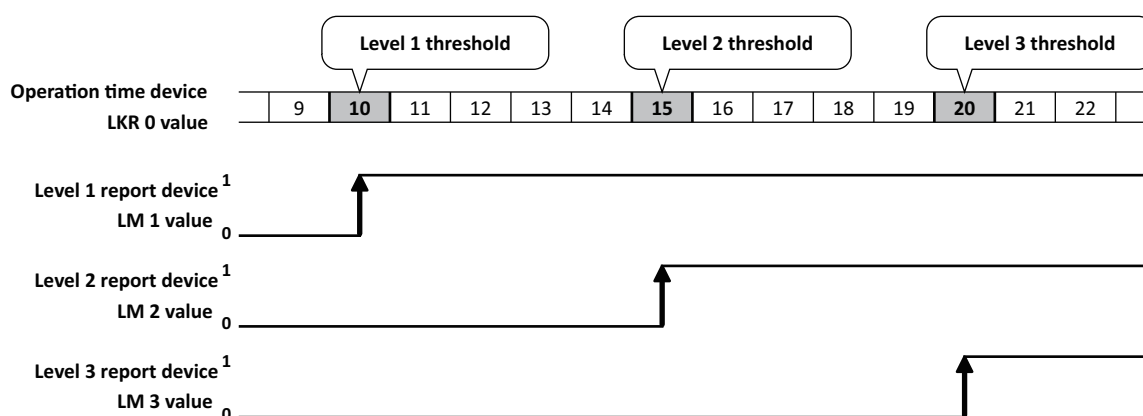 Level 1 threshold Level 2 threshold Level 3 threshold
Operation time device
9 10 11 12 13 14 15 16 17 18 19 20 21 22
LKR 0 value
Level 1 report device 1
LM 1 value
0
Level 2 report device 1
LM 2 value
0
Level 3 report device 1
LM 3 value
0